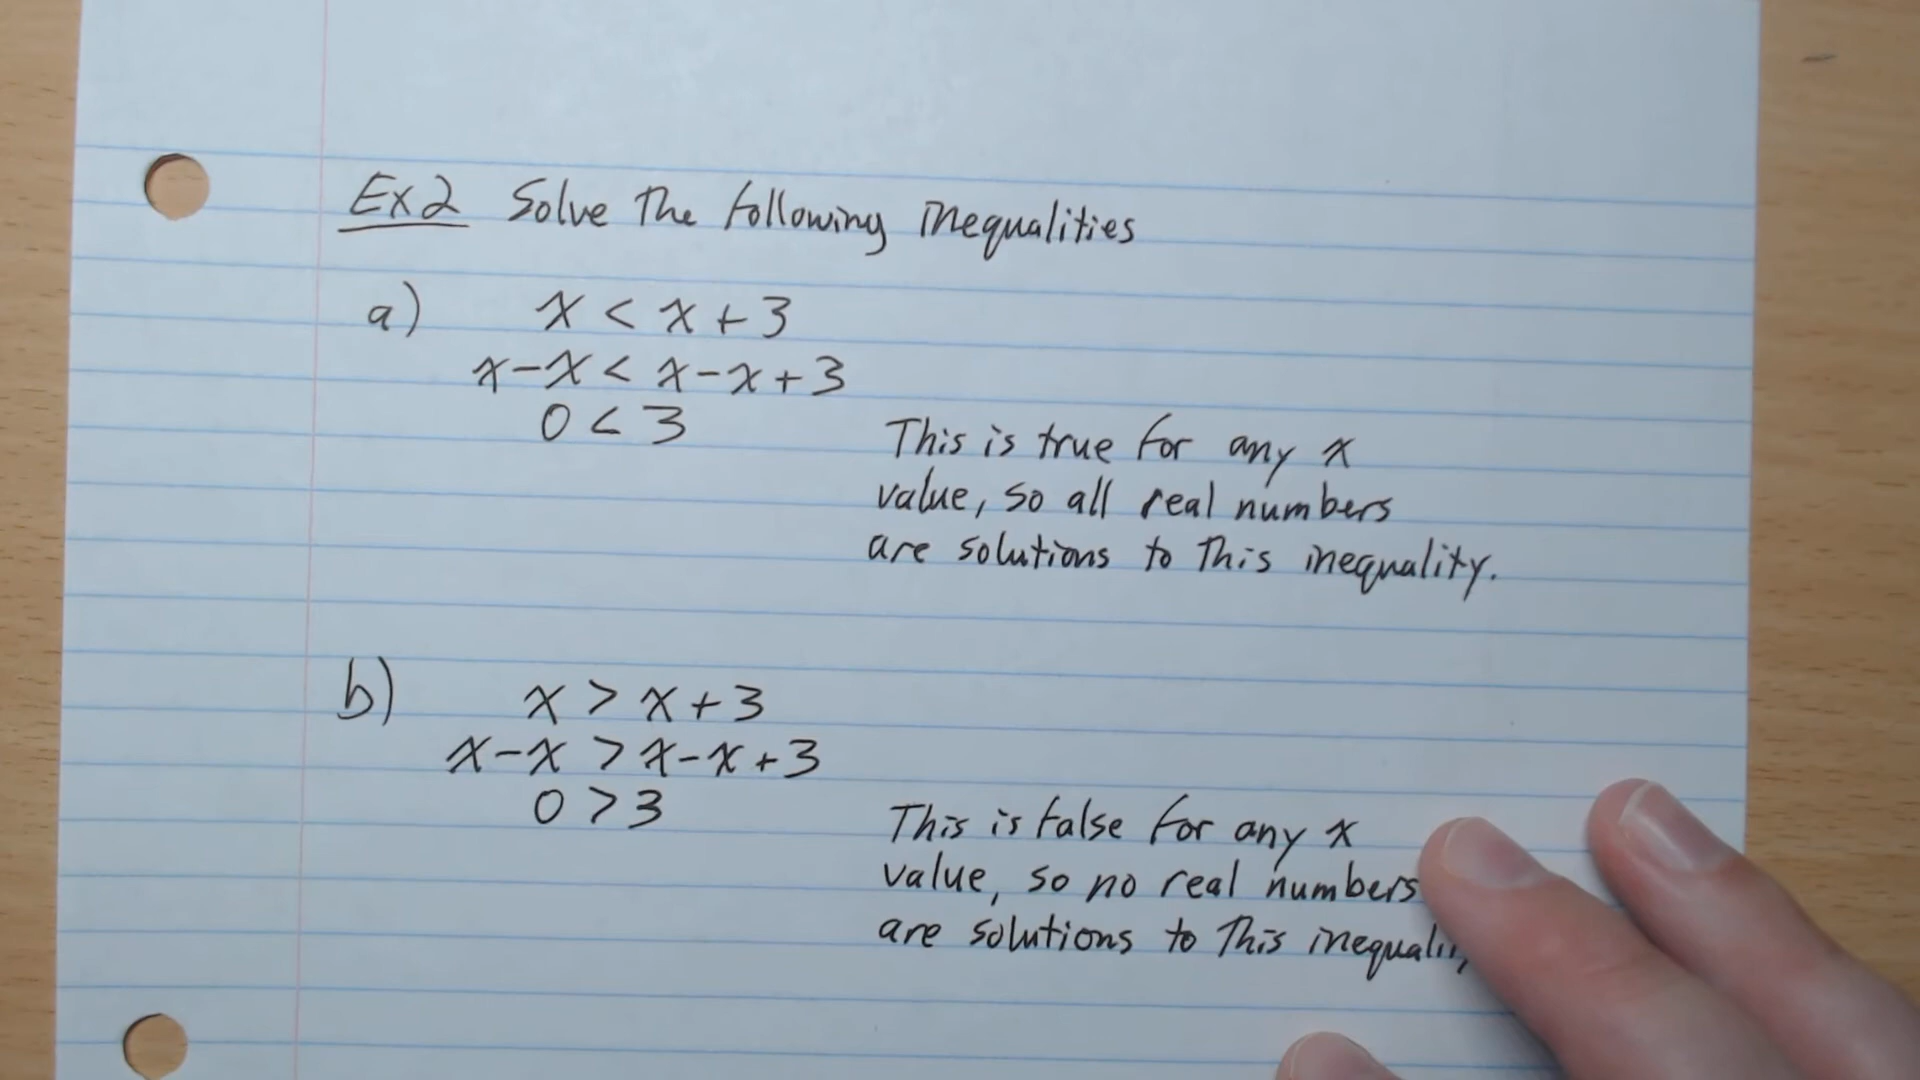 Ex2 Solve The following inequalities
a) x < x + 3
x - x < x - x + 3
0 < 3
This is true for any x
value, so all real numbers
are solutions to This inequality.
b) x > x + 3
x - x > x - x + 3
0 > 3
This is false for any x
value, so no real numbers
are solutions to This